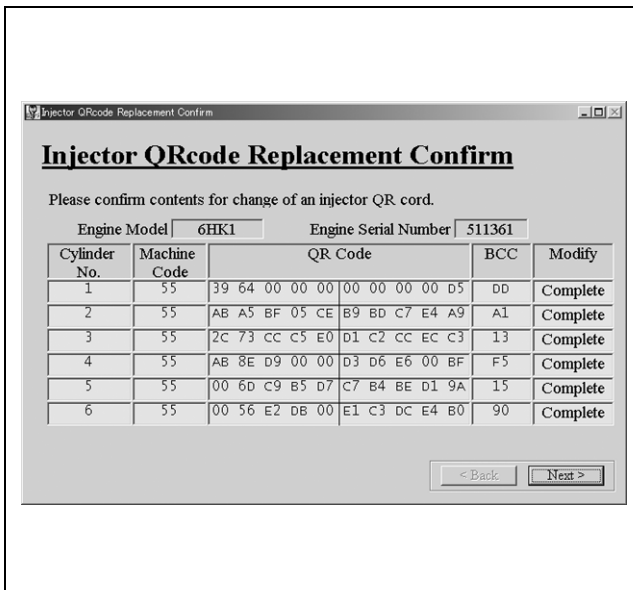 Injector QRcode Replacement Confirm
Injector QRcode Replacement Confirm
Please confirm contents for change of an injector QR cord.
Engine Model 6HK1 Engine Serial Number 511361
Cylinder No. Machine Code QR Code BCC Modify
1 55 39 64 00 00 00 00 00 00 00 D5 DD Complete
2 55 AB A5 BF 05 CE B9 BD C7 E4 A9 A1 Complete
3 55 2C 73 CC C5 E0 D1 C2 CC EC C3 13 Complete
4 55 AB 8E D9 00 00 D3 D6 E6 00 BF F5 Complete
5 55 00 6D C9 B5 D7 C7 B4 BE D1 9A 15 Complete
6 55 00 56 E2 DB 00 E1 C3 DC E4 B0 90 Complete
< Back Next >